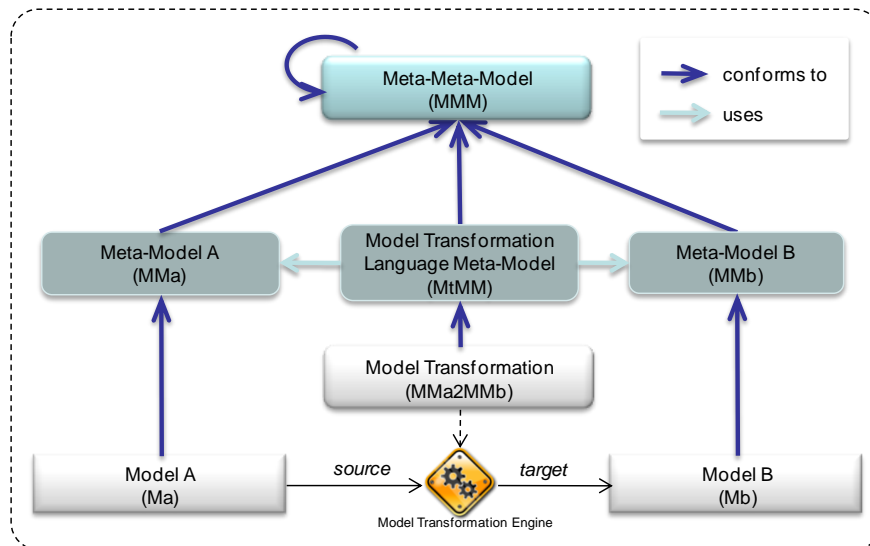 Meta-Meta-Model
(MMM)
conforms to
uses
Meta-Model A
(MMa)
Model Transformation
Language Meta-Model
(MtMM)
Meta-Model B
(MMb)
Model Transformation
(MMa2MMb)
Model A
(Ma)
source
target
Model B
(Mb)
Model Transformation Engine